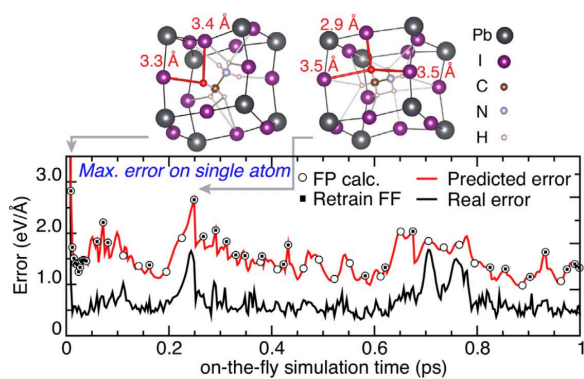 3.4 Å
3.3 Å
2.9 Å
3.5 Å
3.5 Å
Pb
I
C
N
H
Max. error on single atom
FP calc.
Predicted error
Retrain FF
Real error
Error (eV/Å)
3.0
2.0
1.0
0
0
0.2
0.4
0.6
0.8
1
on-the-fly simulation time (ps)